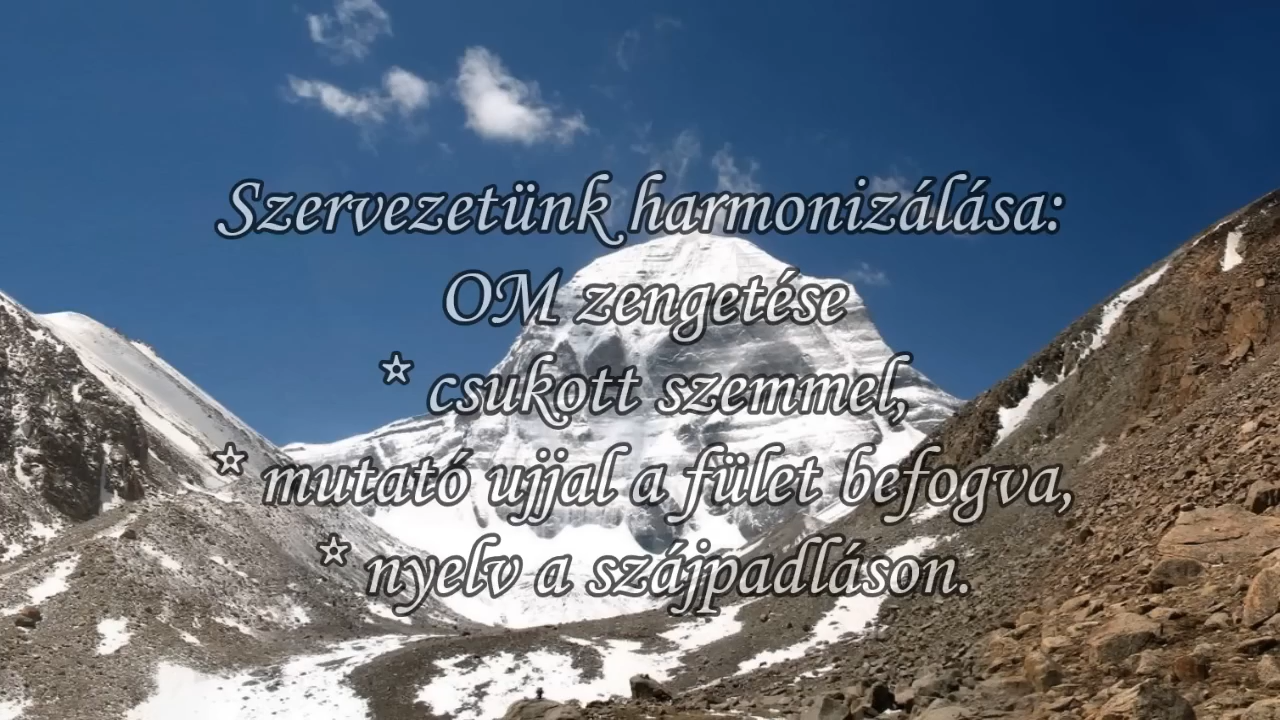 Szervezetünk harmonizálása:
OM zengetése
* csukott szemmel,
* mutató ujjal a fület befogva,
* nyelv a szájpadláson.